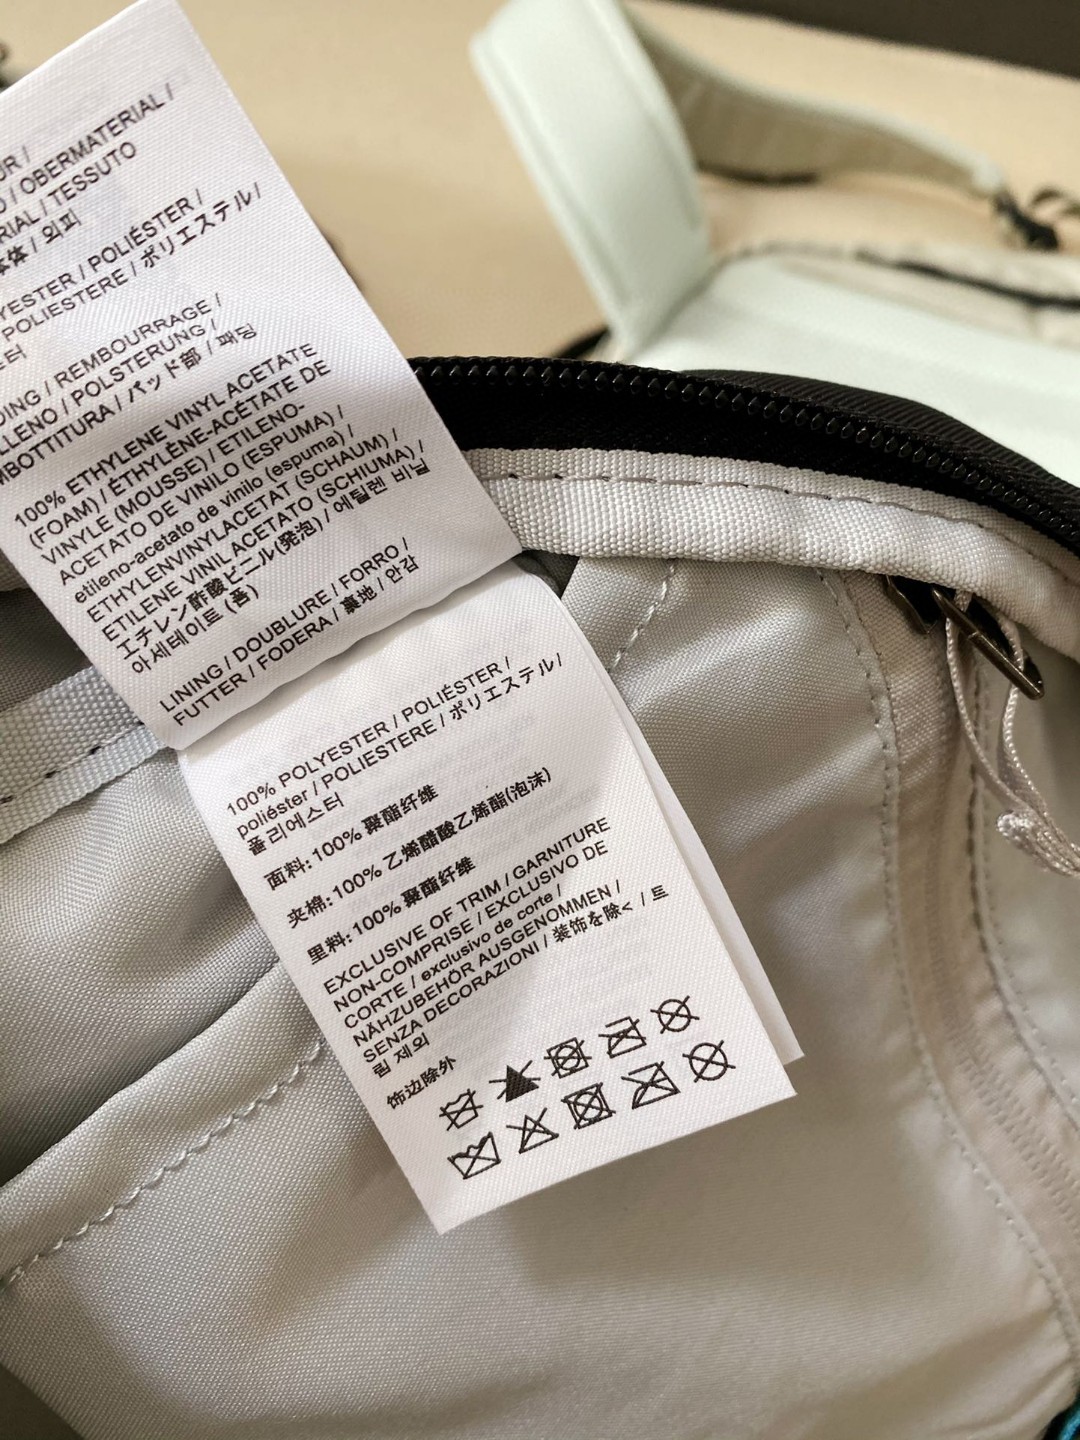 / OBERMATERIAL /
/ TESSUTO
/ 외피
/ POLIÉSTER /
POLIESTERE / ポリエステル /
/ REMBOURRAGE /
/ POLSTERUNG /
/ パッド部 / 패딩
100% ETHYLENE VINYL ACETATE
(FOAM) / ÉTHYLÈNE-ACÉTATE DE
VINYLE (MOUSSE) / ETILENO-
ACETATO DE VINILO (ESPUMA) /
etileno-acetato de vinilo (espuma) /
ETHYLENVINYLACETAT (SCHAUM) /
ETILENE VINILACETATO (SCHIUMA) /
エチレン酢酸ビニル(発泡) / 에틸렌 비닐
아세테이트 (폼)
LINING / DOUBLURE / FORRO /
FUTTER / FODERA / 裏地 / 안감
100% POLYESTER / POLIÉSTER /
poliéster / POLIESTERE / ポリエステル /
폴리에스터
面料: 100% 聚酯纤维
夹棉: 100% 乙烯醋酸乙烯酯(泡沫)
里料: 100% 聚酯纤维
EXCLUSIVE OF TRIM / GARNITURE
NON-COMPRISE / EXCLUSIVO DE
CORTE / exclusivo de corte /
NÄHZUBEHÖR AUSGENOMMEN /
SENZA DECORAZIONI / 装飾を除く / 트
림 제외
饰边除外